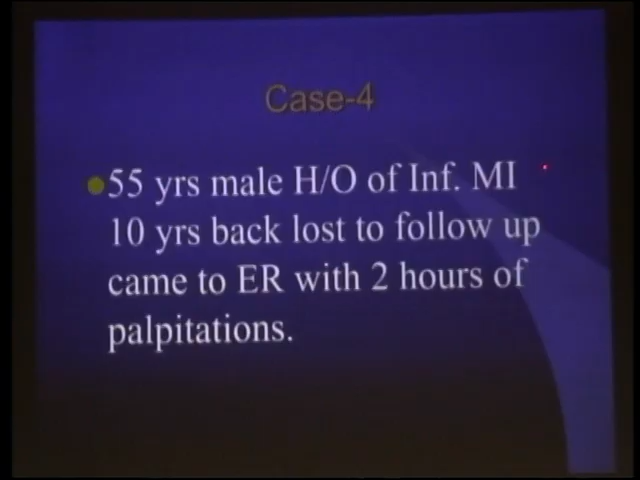 Case-4
55 yrs male H/O of Inf. MI
10 yrs back lost to follow up
came to ER with 2 hours of
palpitations.